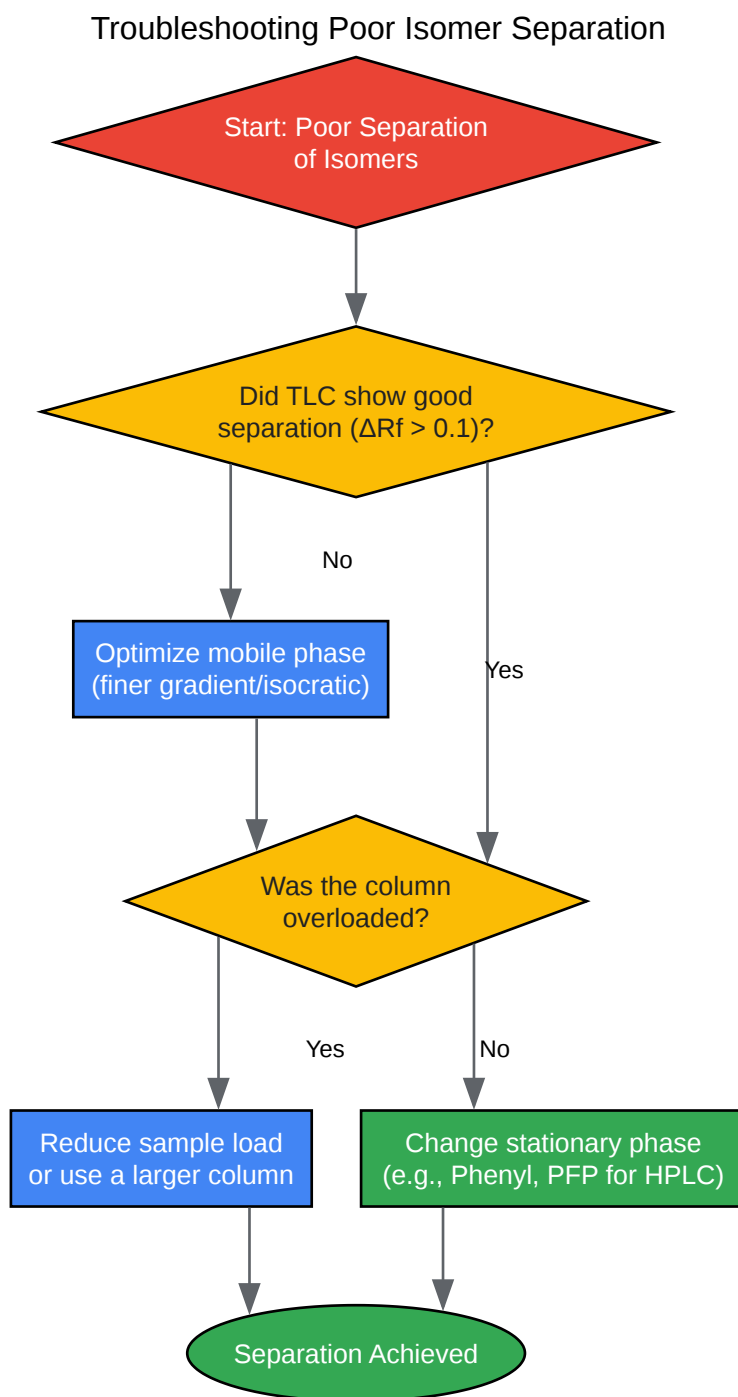 Troubleshooting Poor Isomer Separation
Start: Poor Separation
of Isomers
Did TLC show good
separation (ΔRf > 0.1)?
No
Optimize mobile phase
(finer gradient/isocratic)
Yes
Was the column
overloaded?
Yes
No
Reduce sample load
or use a larger column
Change stationary phase
(e.g., Phenyl, PFP for HPLC)
Separation Achieved